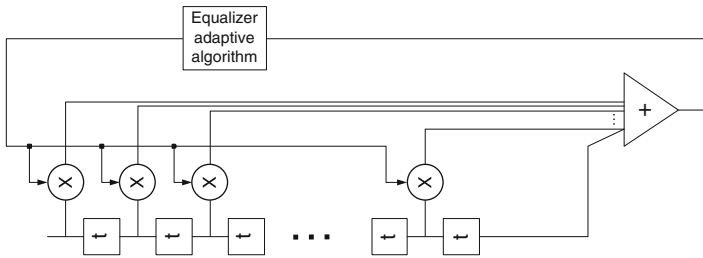 Equalizer
adaptive
algorithm
+
X X X X
t t t t t